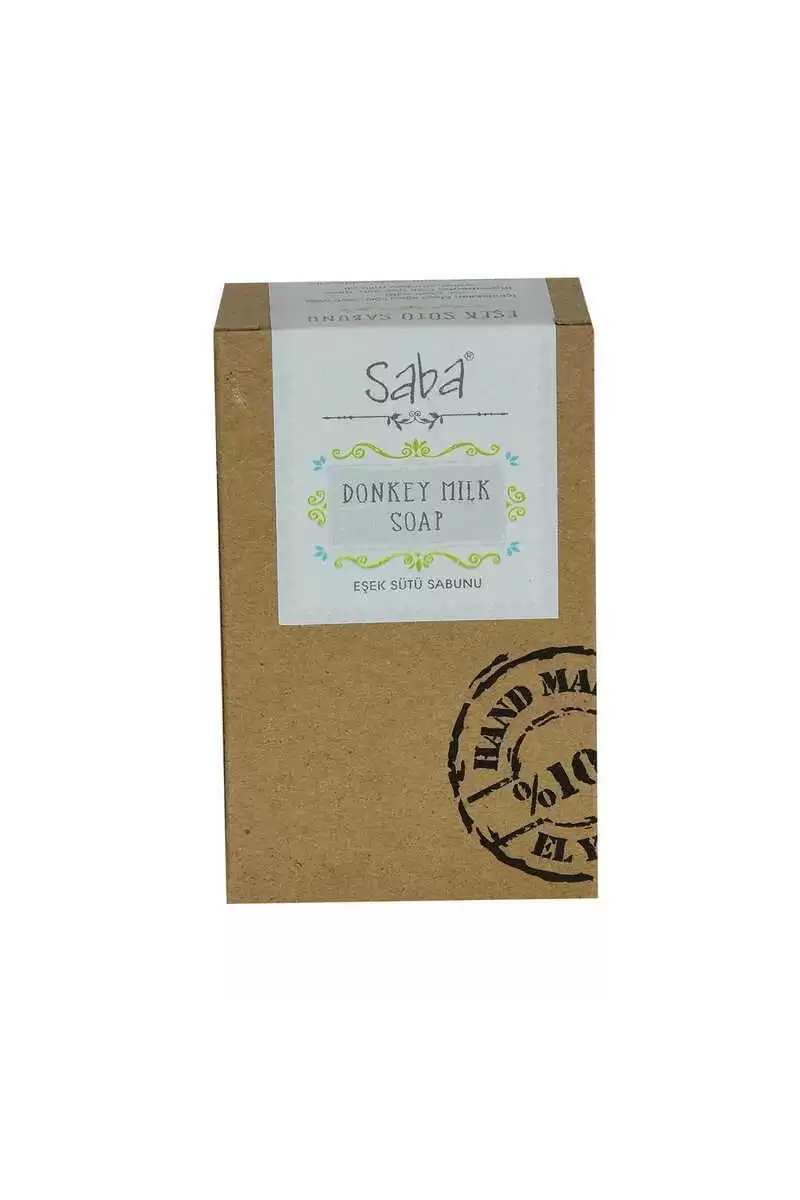 EŞEK SÜTÜ SABUNU
Saba®
DONKEY MILK
SOAP
EŞEK SÜTÜ SABUNU
HAND MA
%10
EL Y